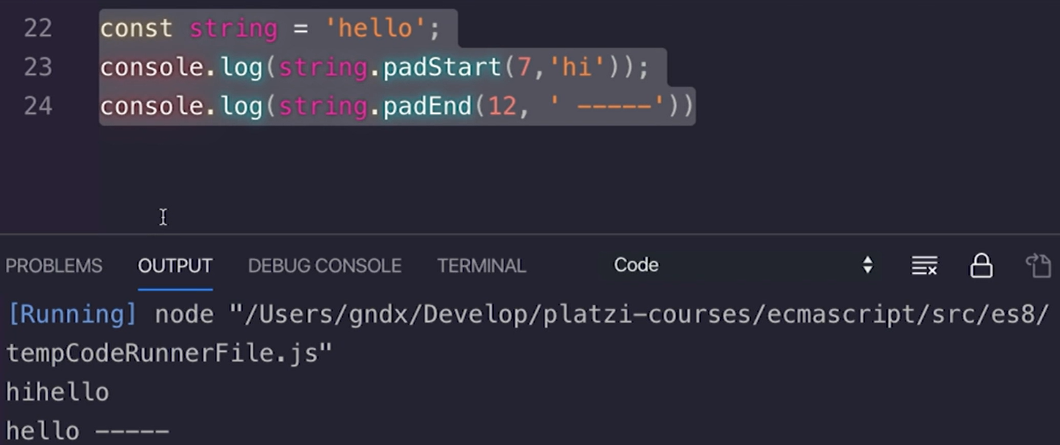 22 const string = 'hello';
23 console.log(string.padStart(7,'hi'));
24 console.log(string.padEnd(12, ' -----'))
PROBLEMS OUTPUT DEBUG CONSOLE TERMINAL Code
[Running] node "/Users/gndx/Develop/platzi-courses/ecmascript/src/es8/
tempCodeRunnerFile.js"
hihello
hello -----